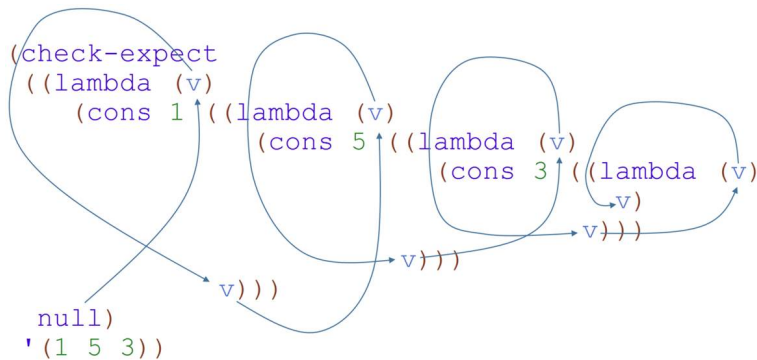 (check-expect
((lambda (v)
(cons 1 ((lambda (v)
(cons 5 ((lambda (v)
(cons 3 ((lambda (v)
v)
v)))
v)))
v)))
null)
'(1 5 3))